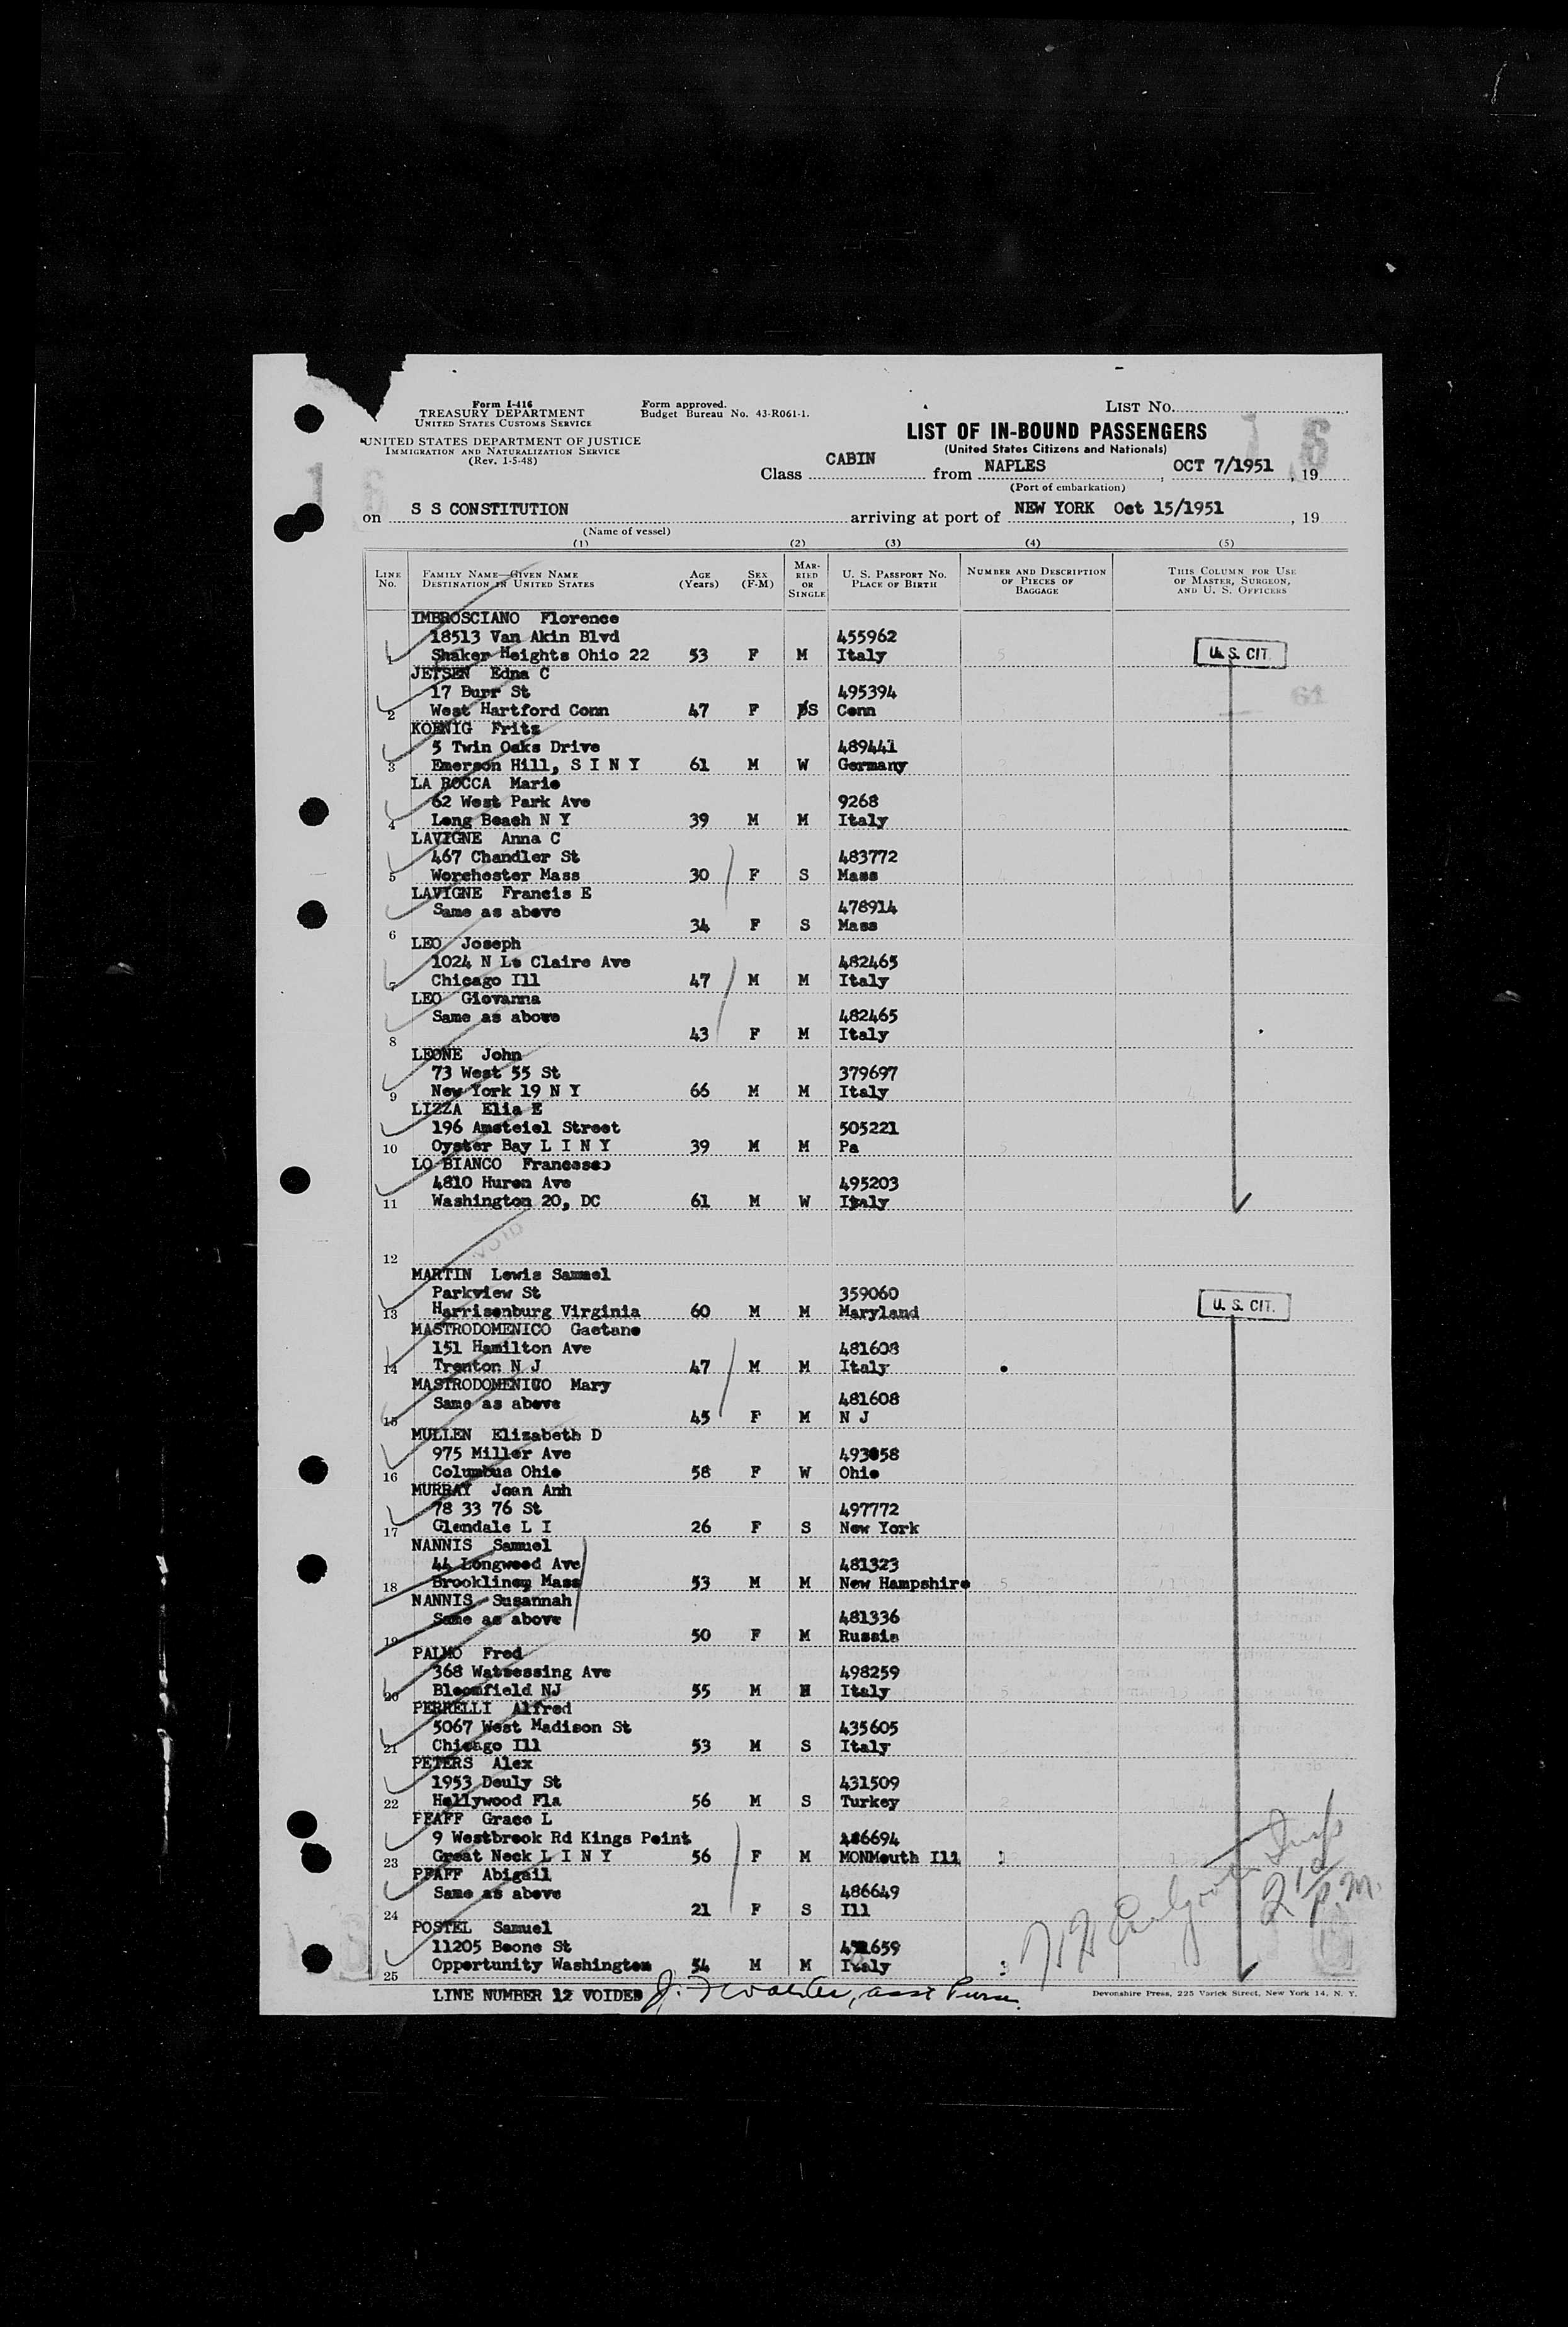 Form I-416
TREASURY DEPARTMENT
UNITED STATES CUSTOMS SERVICE
UNITED STATES DEPARTMENT OF JUSTICE
IMMIGRATION AND NATURALIZATION SERVICE
(Rev. 1-5-48)
Form approved.
Budget Bureau No. 43-R061-1.
LIST No.
LIST OF IN-BOUND PASSENGERS
(United States Citizens and Nationals)
Class CABIN from NAPLES, OCT 7/1951, 19
(Port of embarkation)
on S S CONSTITUTION arriving at port of NEW YORK Oct 15/1951, 19
(Name of vessel)
(1) (2) (3) (4) (5)
LINE No. FAMILY NAME—GIVEN NAME DESTINATION IN UNITED STATES AGE (Years) SEX (F-M) MARRIED OR SINGLE U. S. PASSPORT NO. PLACE OF BIRTH NUMBER AND DESCRIPTION OF PIECES OF BAGGAGE THIS COLUMN FOR USE OF MASTER, SURGEON, AND U. S. OFFICERS
IMBROSCIANO Florence
18513 Van Akin Blvd 455962
1 Shaker Heights Ohio 22 53 F M Italy U. S. CIT.
JETSEN Edna C
17 Burr St 495394
2 West Hartford Conn 47 F S Conn
KOENIG Fritz
5 Twin Oaks Drive 489441
3 Emerson Hill, S I N Y 61 M W Germany
LA ROCCA Marie
62 West Park Ave 9268
4 Long Beach N Y 39 M M Italy
LAVIGNE Anna C
467 Chandler St 483772
5 Worchester Mass 30 F S Mass
LAVIGNE Francis E
Same as above 478914
6 34 F S Mass
LEO Joseph
1024 N Le Claire Ave 482465
7 Chicago Ill 47 M M Italy
LEO Giovanna
Same as above 482465
8 43 F M Italy
LEONE John
73 West 55 St 379697
9 New York 19 N Y 66 M M Italy
LIZZA Elia E
196 Amsteiel Street 505221
10 Oyster Bay L I N Y 39 M M Pa
LO BIANCO Francesco
4810 Huron Ave 495203
11 Washington 20, DC 61 M W Italy
VOID
12
MARTIN Lewis Samuel
Parkview St 359060
13 Harrisonburg Virginia 60 M M Maryland U. S. CIT.
MASTRODOMENICO Gaetano
151 Hamilton Ave 481608
14 Trenton N J 47 M M Italy
MASTRODOMENICO Mary
Same as above 481608
15 45 F M N J
MULLEN Elizabeth D
975 Miller Ave 493058
16 Columbus Ohio 58 F W Ohio
MURRAY Joan Anh
78 33 76 St 497772
17 Glendale L I 26 F S New York
NANNIS Samuel
44 Longwood Ave 481323
18 Brookline Mass 53 M M New Hampshire
NANNIS Susannah
Same as above 481336
19 50 F M Russia
PALMO Fred
368 Watsessing Ave 498259
20 Bloomfield NJ 55 M M Italy
PERRELLI Alfred
5067 West Madison St 435605
21 Chicago Ill 53 M S Italy
PETERS Alex
1953 Deuly St 431509
22 Hollywood Fla 56 M S Turkey
PFAFF Grace L
9 Westbrook Rd Kings Point 486694
23 Great Neck L I N Y 56 F M MONMouth Ill
PFAFF Abigail
Same as above 486649
24 21 F S Ill
POSTEL Samuel
11205 Boone St
25 Opportunity Washington 54 M M Italy
2 10 P.M.
LINE NUMBER 12 VOIDED asst Purser
Devonshire Press, 225 Varick Street, New York 14, N. Y.